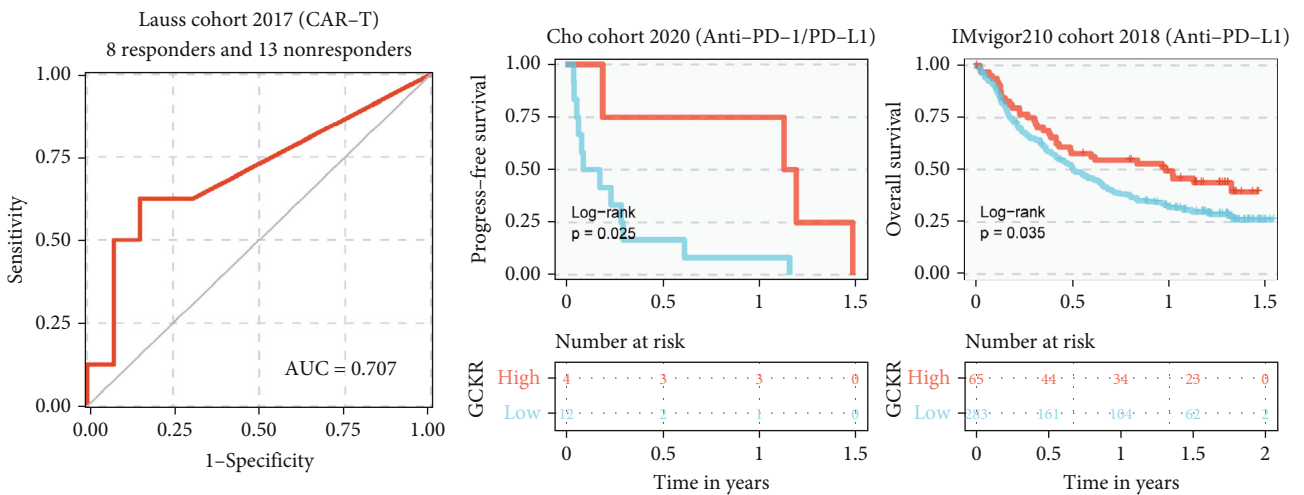 Lauss cohort 2017 (CAR–T)
8 responders and 13 nonresponders
1.00
0.75
0.50
0.25
0.00
Sensitivity
AUC = 0.707
0.00 0.25 0.50 0.75 1.00
1–Specificity
Cho cohort 2020 (Anti–PD–1/PD–L1)
1.00
0.75
0.50
0.25
0.00
Progress–free survival
Log–rank
p = 0.025
0 0.5 1 1.5
Number at risk
GCKR
High 4 3 3 0
Low 12 2 1 0
0 0.5 1 1.5
Time in years
IMvigor210 cohort 2018 (Anti–PD–L1)
1.00
0.75
0.50
0.25
0.00
Overall survival
Log–rank
p = 0.035
0 0.5 1 1.5
Number at risk
GCKR
High 65 44 34 23 0
Low 283 161 104 62 2
0 0.5 1 1.5 2
Time in years